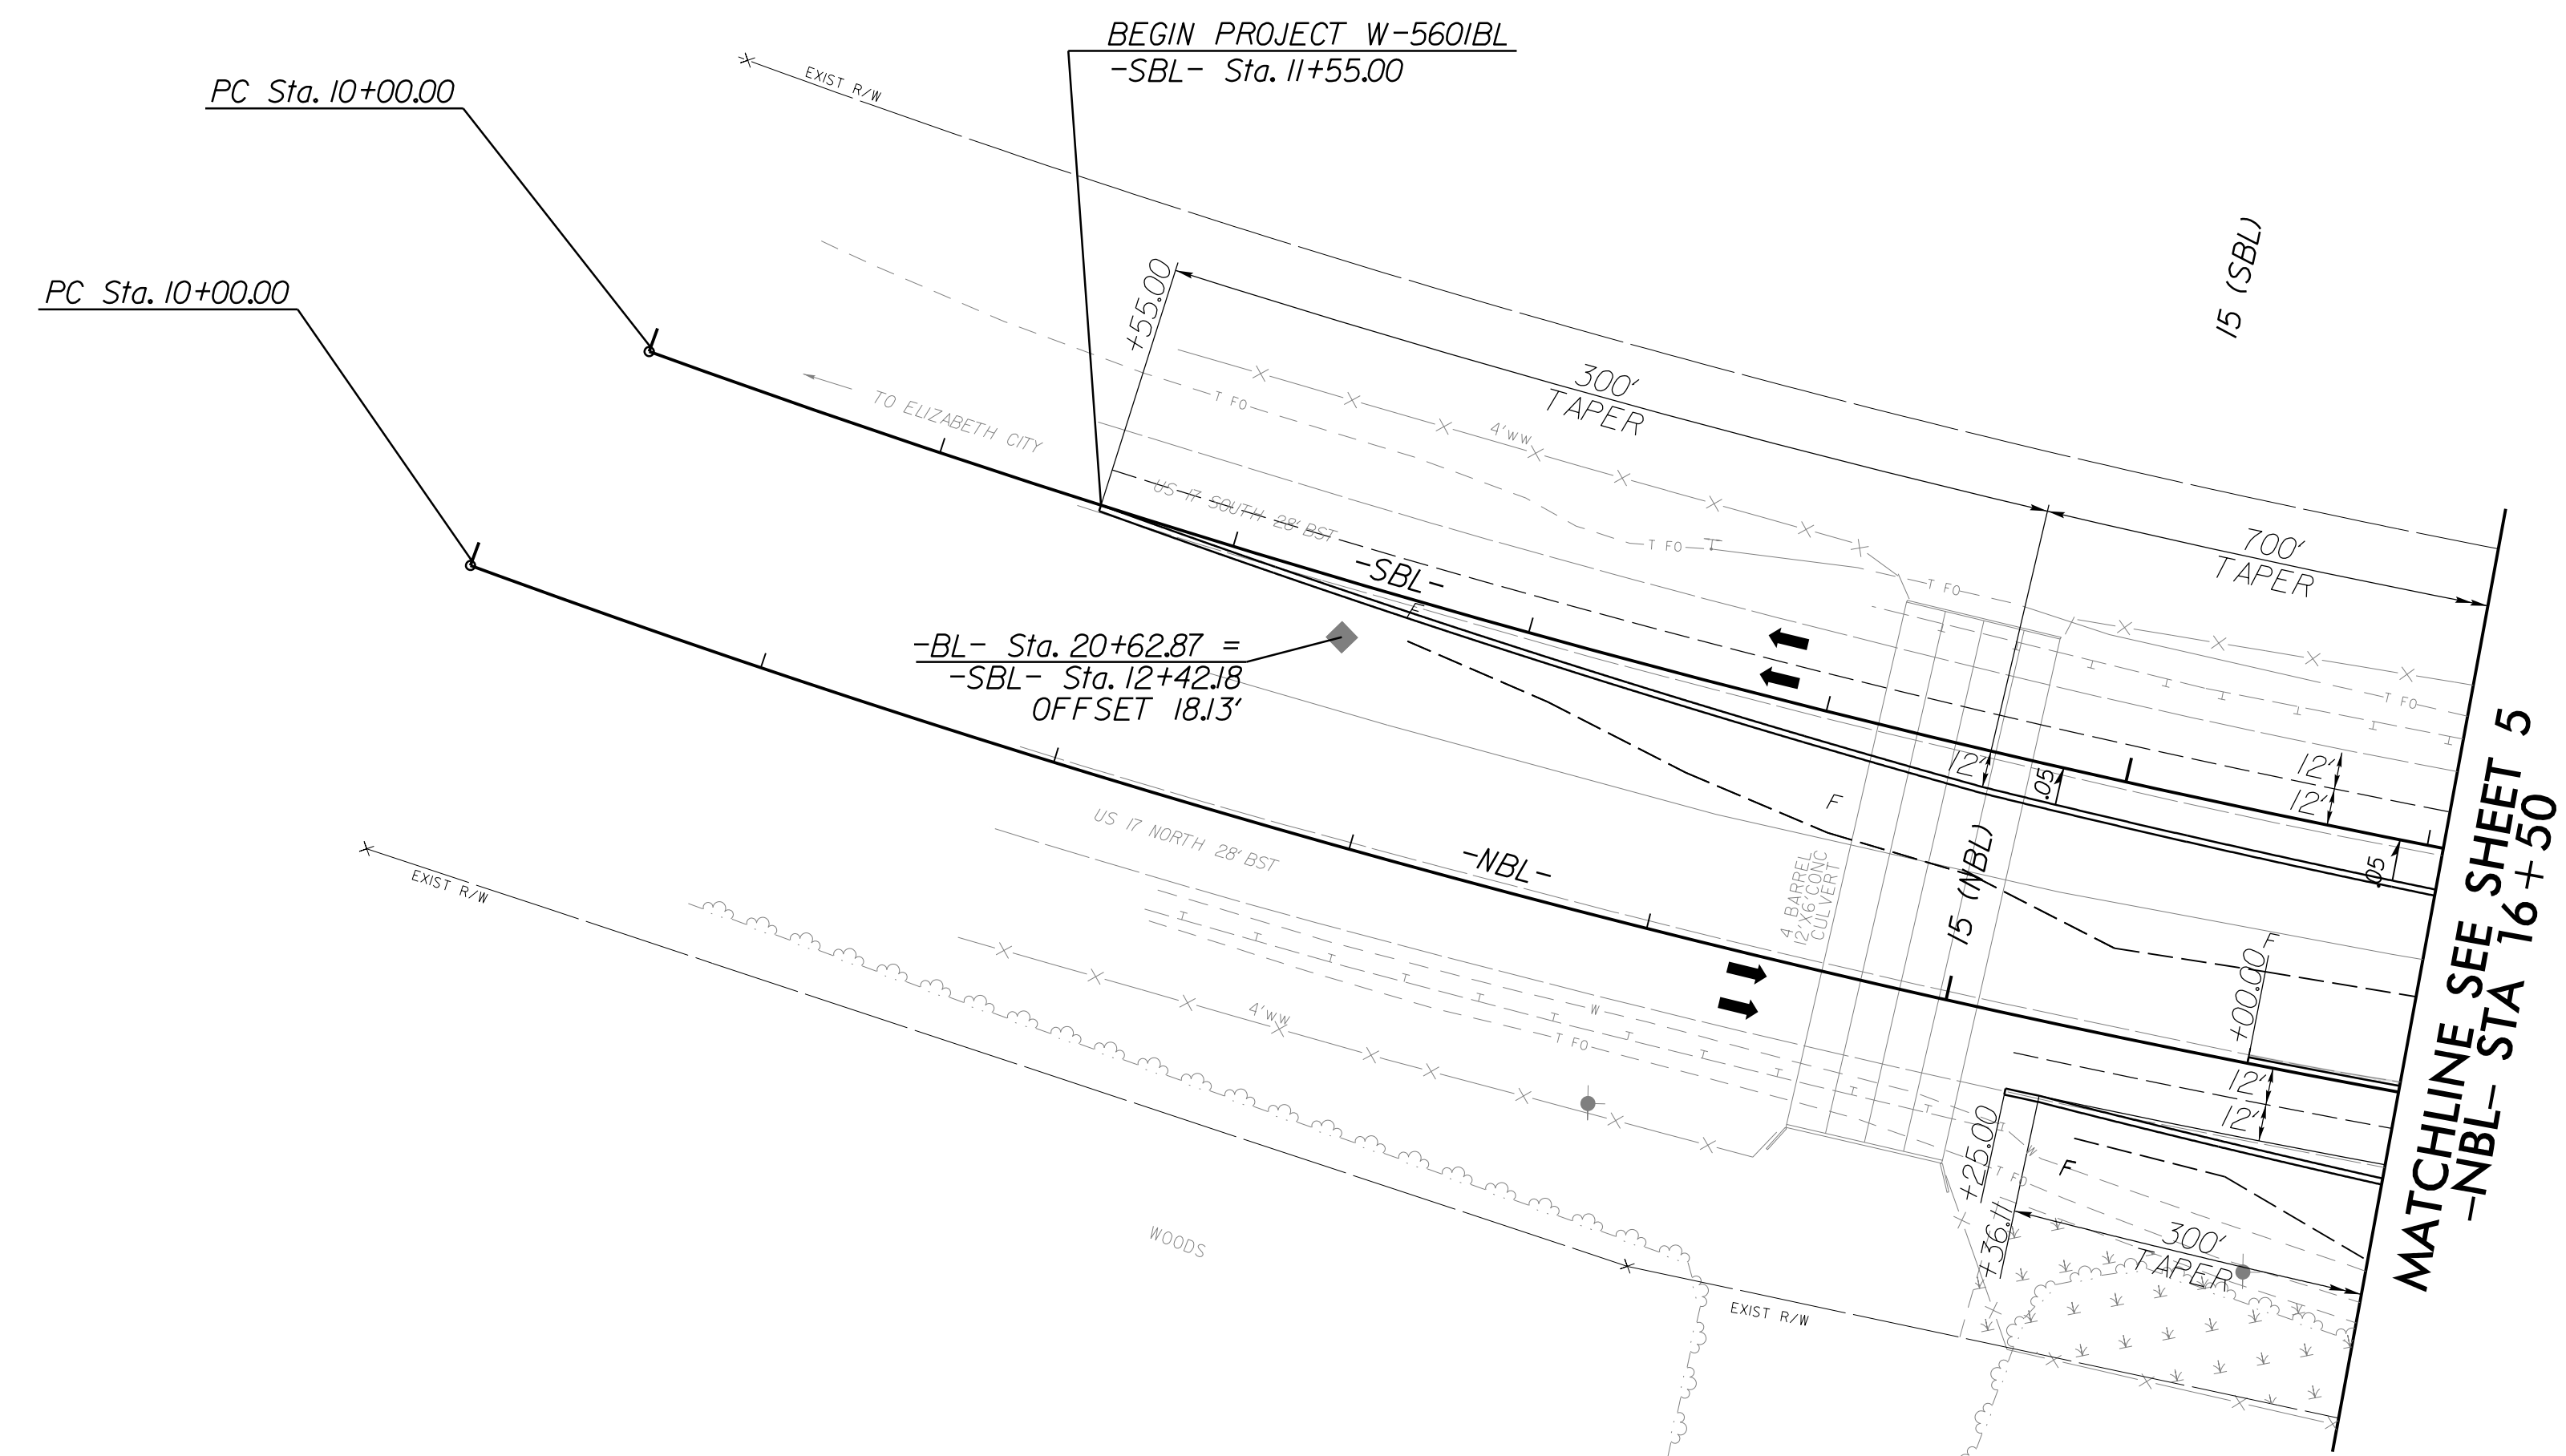 BEGIN PROJECT W-5601BL
-SBL- Sta. 11+55.00
PC Sta. 10+00.00
EXIST R/W
PC Sta. 10+00.00
+55.00
15 (SBL)
TO ELIZABETH CITY
300'
TAPER
T FO
4' WW
US 17 SOUTH 28' BST
T FO
T FO
700'
TAPER
-SBL-
F
-BL- Sta. 20+62.87 =
-SBL- Sta. 12+42.18
OFFSET 18.13'
T FO
12'
.05
12'
12'
F
US 17 NORTH 28' BST
-NBL-
4 BARREL
12'X6' CONC
CULVERT
15 (NBL)
.05
EXIST R/W
F
+00.00
4' WW
W
T FO
12'
12'
+25.00
W
T FO
F
+36.11
300'
TAPER
WOODS
EXIST R/W
MATCHLINE SEE SHEET 5
-NBL- STA 16+50